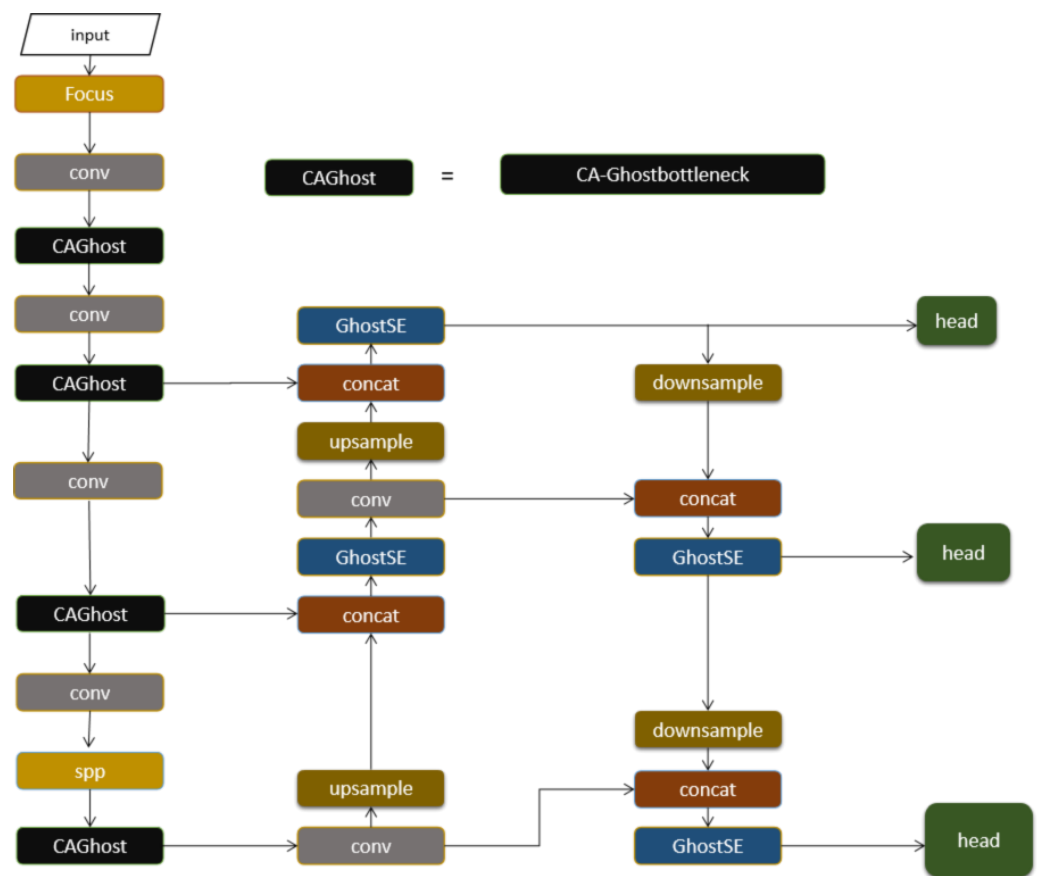 input
Focus
conv
CAGhost
=
CA-Ghostbottleneck
CAGhost
conv
CAGhost
conv
CAGhost
conv
spp
CAGhost
GhostSE
concat
upsample
conv
GhostSE
concat
upsample
conv
head
downsample
concat
GhostSE
head
downsample
concat
GhostSE
head